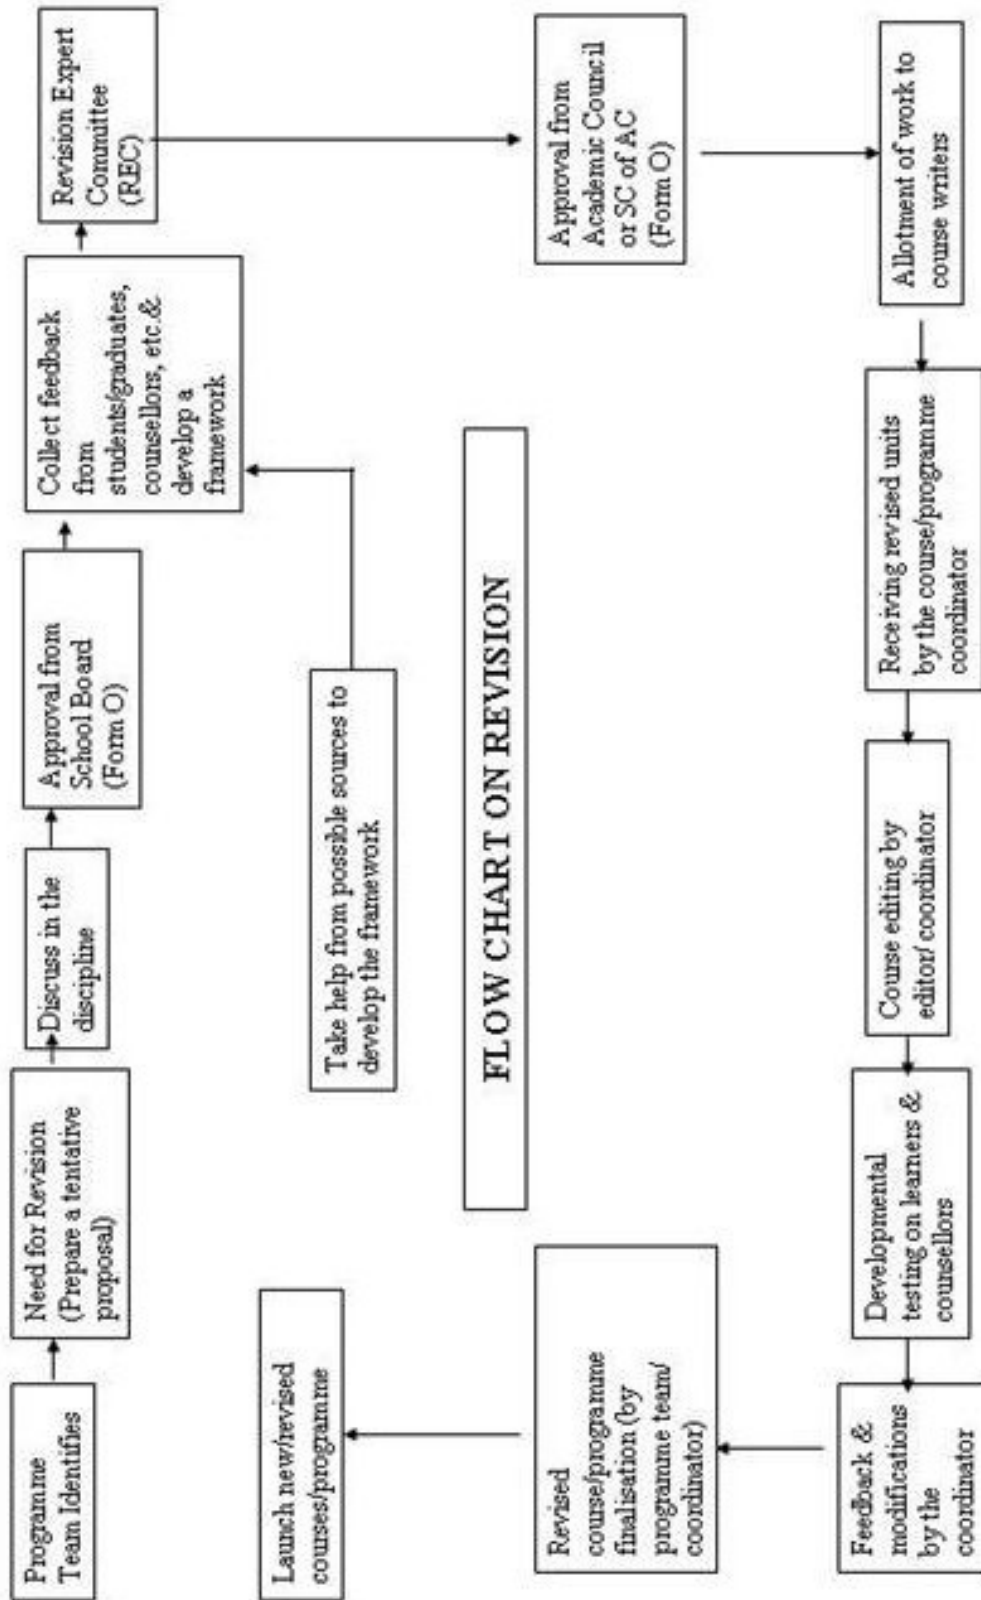 Programme
Team Identifies
Need for Revision
(Prepare a tentative
proposal)
Discuss in the
discipline
Approval from
School Board
(Form O)
Collect feedback
from
students/graduates,
counsellors, etc.&
develop a
framework
Revision Expert
Committee
(REC)
Take help from possible sources to
develop the framework
Approval from
Academic Council
or SC of AC
(Form O)
FLOW CHART ON REVISION
Launch new/revised
courses/programme
Revised
course/programme
finalisation (by
programme team/
coordinator)
Allotment of work to
course writers
Receiving revised units
by the course/programme
coordinator
Course editing by
editor/ coordinator
Developmental
testing on learners &
counsellors
Feedback &
modifications
by the
coordinator